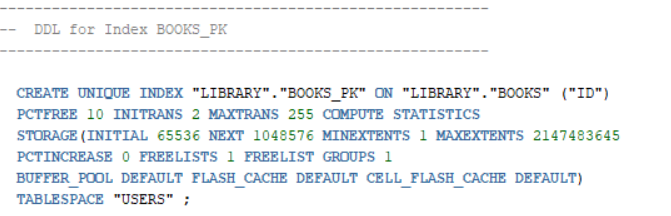 --------------------------------------------------------
--  DDL for Index BOOKS_PK
--------------------------------------------------------
CREATE UNIQUE INDEX "LIBRARY"."BOOKS_PK" ON "LIBRARY"."BOOKS" ("ID")
PCTFREE 10 INITRANS 2 MAXTRANS 255 COMPUTE STATISTICS
STORAGE(INITIAL 65536 NEXT 1048576 MINEXTENTS 1 MAXEXTENTS 2147483645
PCTINCREASE 0 FREELISTS 1 FREELIST GROUPS 1
BUFFER_POOL DEFAULT FLASH_CACHE DEFAULT CELL_FLASH_CACHE DEFAULT)
TABLESPACE "USERS" ;